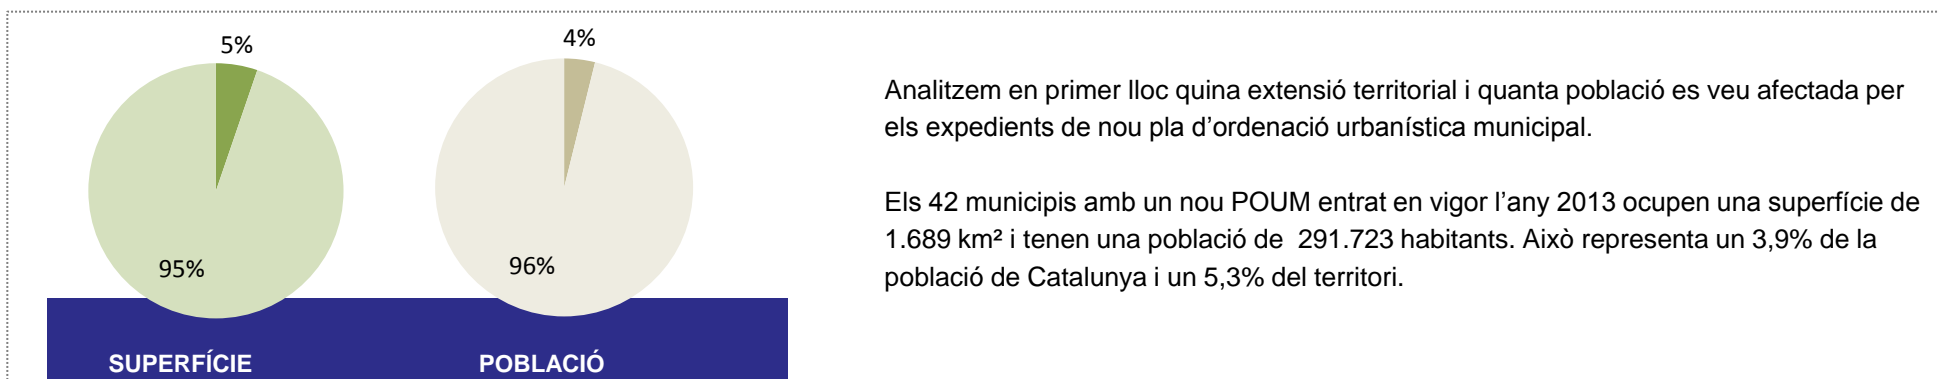 5%
4%
95%
96%
SUPERFÍCIE
POBLACIÓ
Analitzem en primer lloc quina extensió territorial i quanta població es veu afectada per
els expedients de nou pla d’ordenació urbanística municipal.
Els 42 municipis amb un nou POUM entrat en vigor l’any 2013 ocupen una superfície de
1.689 km² i tenen una població de 291.723 habitants. Això representa un 3,9% de la
població de Catalunya i un 5,3% del territori.